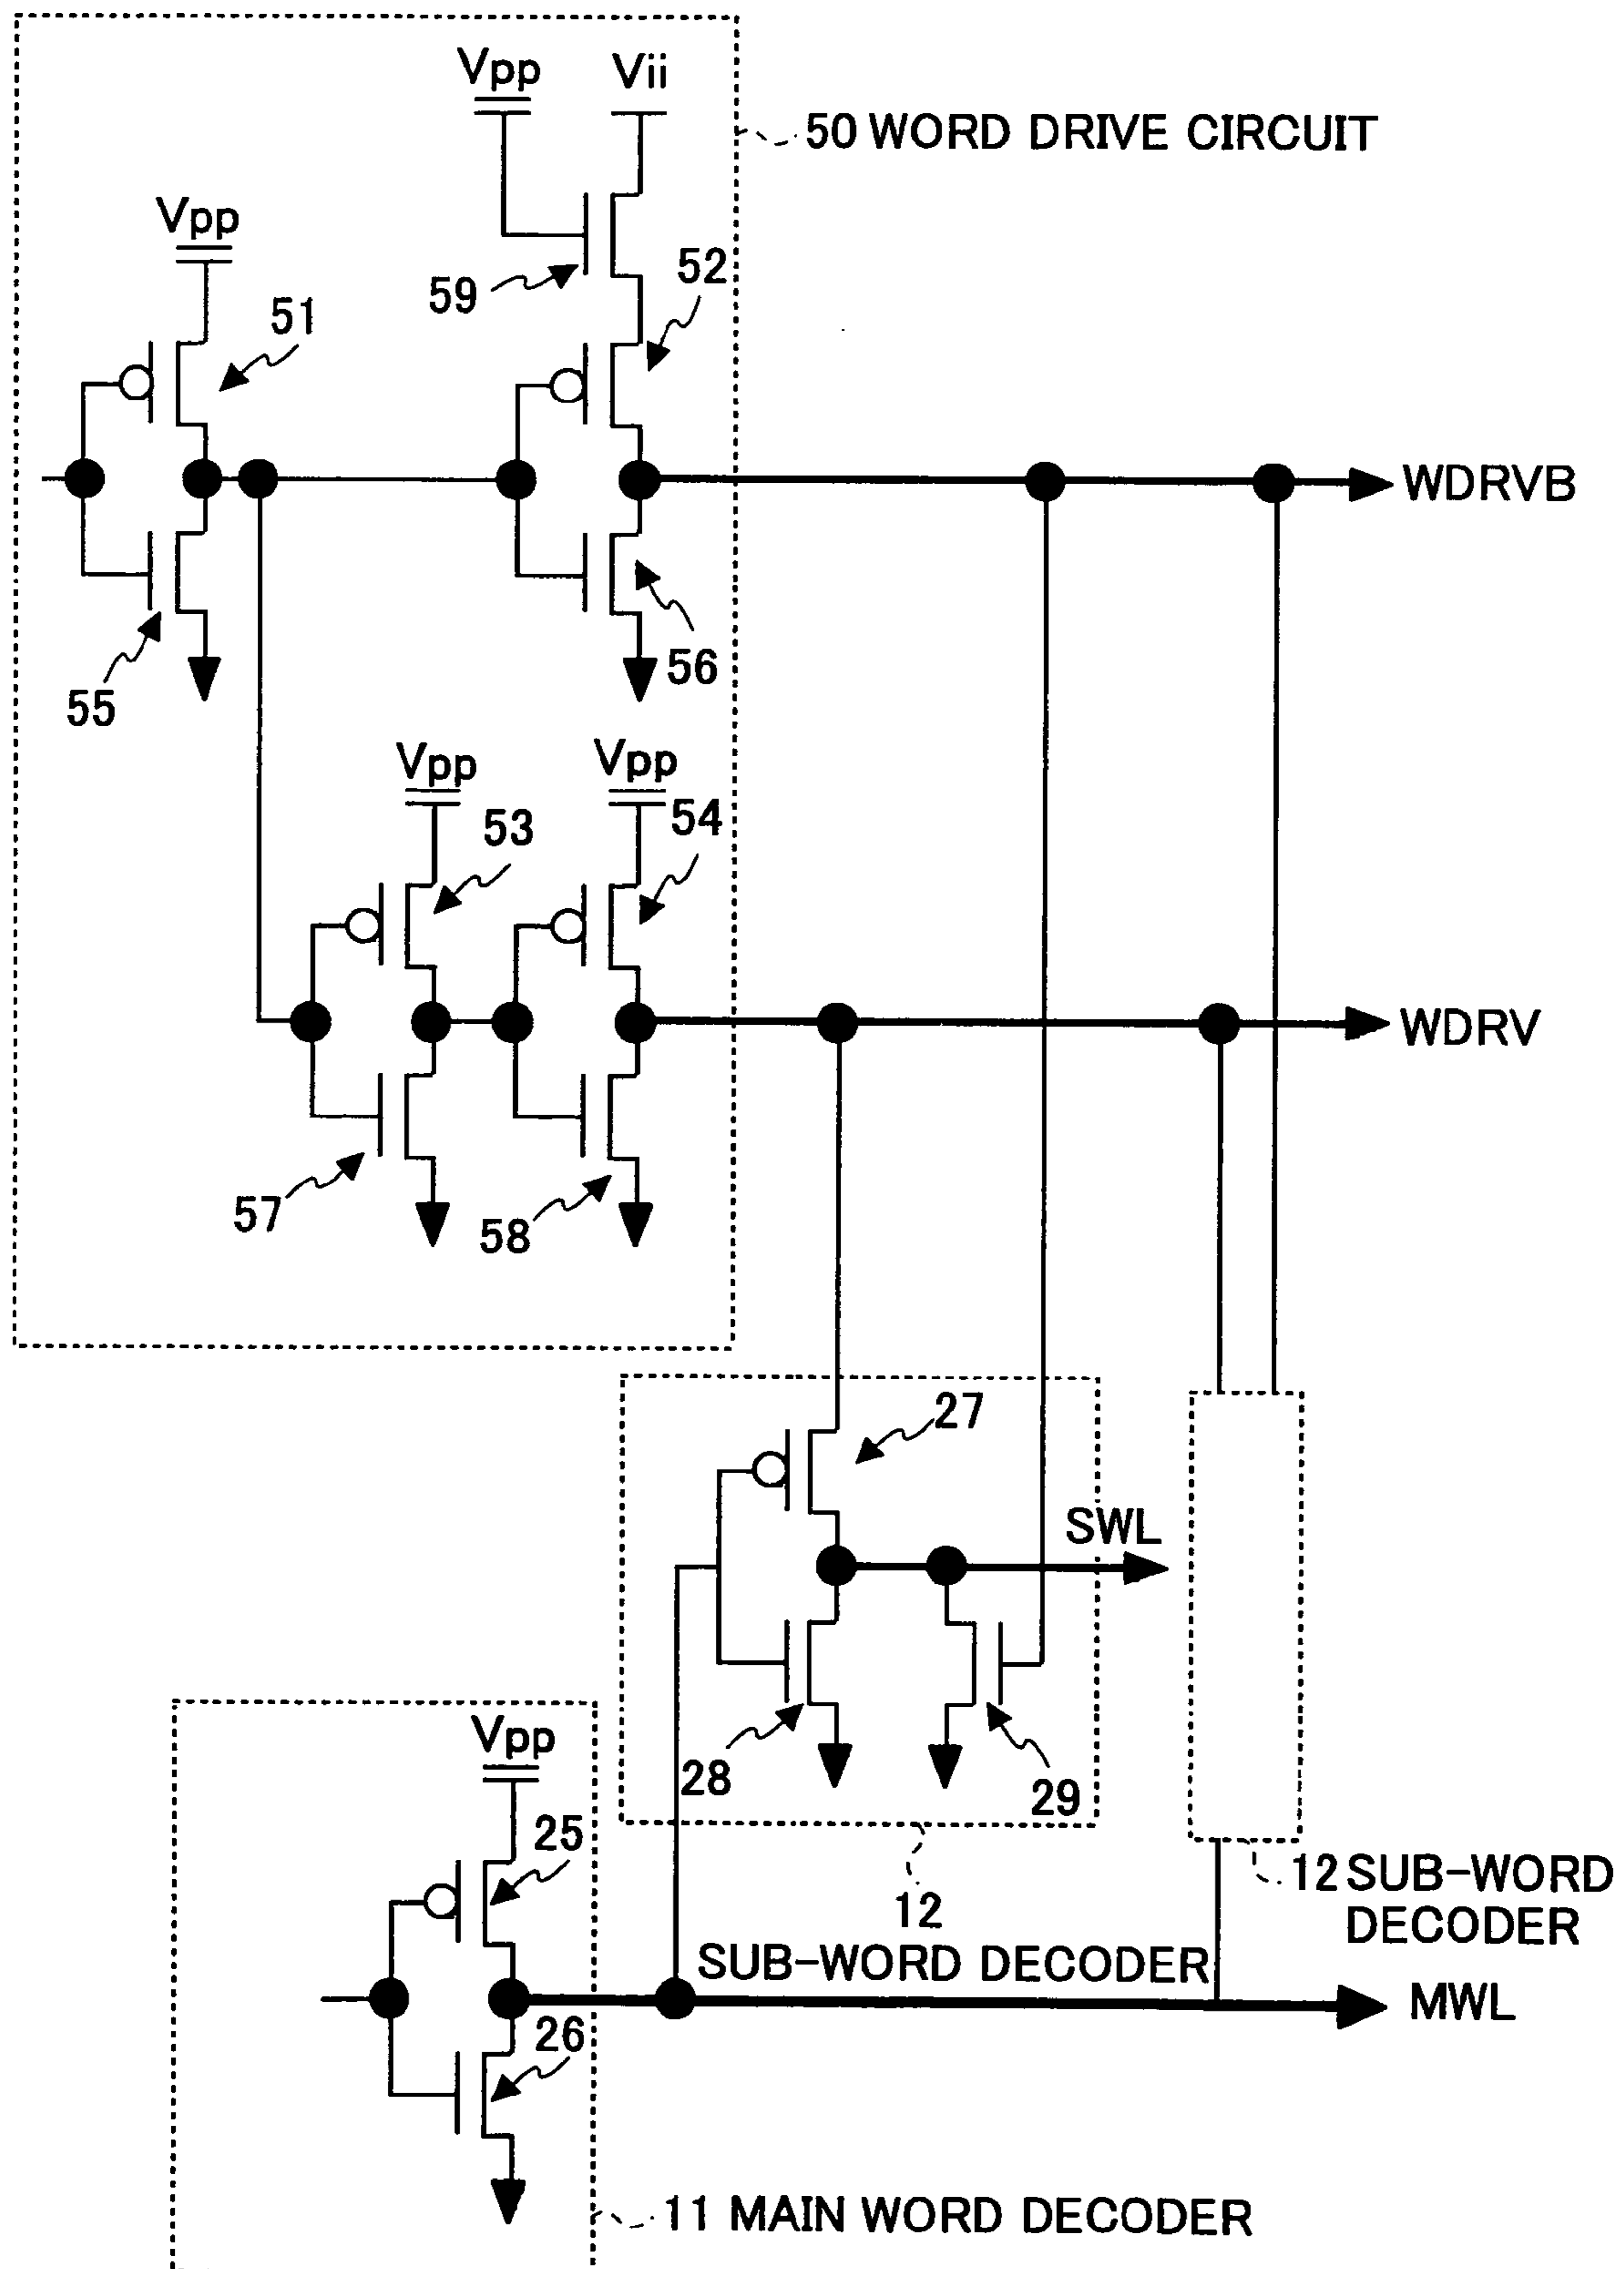 Vpp
Vii
50 WORD DRIVE CIRCUIT
Vpp
59
52
51
WDRVB
55
56
Vpp
Vpp
53
54
WDRV
57
58
27
SWL
28
29
Vpp
25
12
SUB-WORD DECODER
12 SUB-WORD
DECODER
MWL
26
11 MAIN WORD DECODER